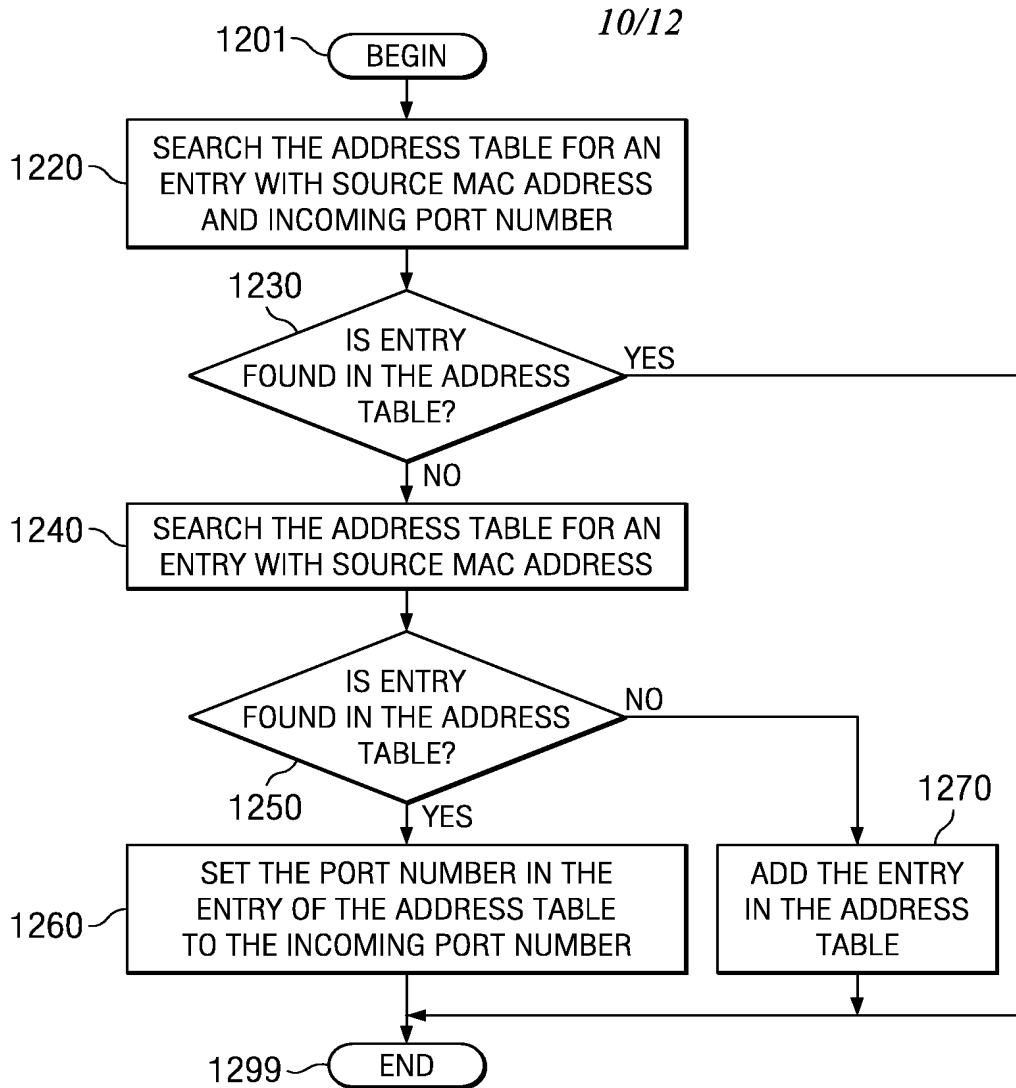 10/12
1201
BEGIN
1220
SEARCH THE ADDRESS TABLE FOR AN
ENTRY WITH SOURCE MAC ADDRESS
AND INCOMING PORT NUMBER
1230
IS ENTRY
FOUND IN THE ADDRESS
TABLE?
YES
NO
1240
SEARCH THE ADDRESS TABLE FOR AN
ENTRY WITH SOURCE MAC ADDRESS
IS ENTRY
FOUND IN THE ADDRESS
TABLE?
NO
1250
YES
1270
1260
SET THE PORT NUMBER IN THE
ENTRY OF THE ADDRESS TABLE
TO THE INCOMING PORT NUMBER
ADD THE ENTRY
IN THE ADDRESS
TABLE
1299
END